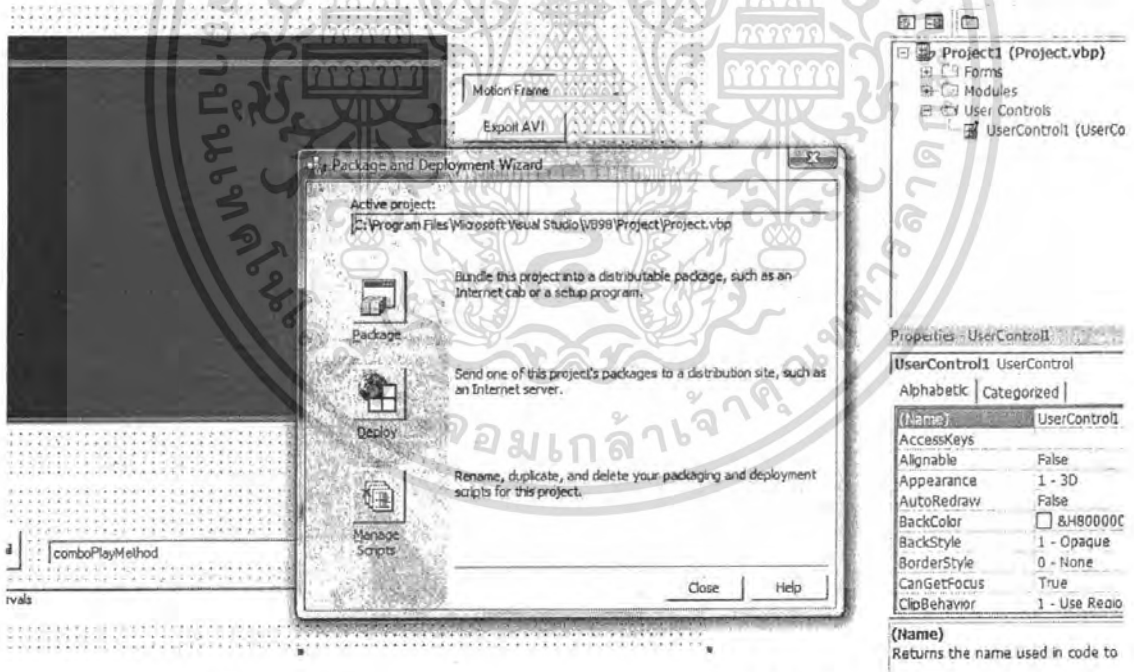 Motion Frame
Export AVI
Package and Deployment Wizard
Active project:
C:\Program Files\Microsoft Visual Studio\VB98\Project\Project.vbp
Bundle this project into a distributable package, such as an
Internet cab or a setup program.
Package
Send one of this project's packages to a distribution site, such as
an Internet server.
Deploy
Rename, duplicate, and delete your packaging and deployment
scripts for this project.
Manage
Scripts
Close
Help
comboPlayMethod
rvals
Project1 (Project.vbp)
Forms
Modules
User Controls
UserControl1 (UserCo
Properties - UserControl1
UserControl1 UserControl
Alphabetic
Categorized
(Name) UserControl1
AccessKeys
Alignable False
Appearance 1 - 3D
AutoRedraw False
BackColor &H800000
BackStyle 1 - Opaque
BorderStyle 0 - None
CanGetFocus True
ClipBehavior 1 - Use Regio
(Name)
Returns the name used in code to